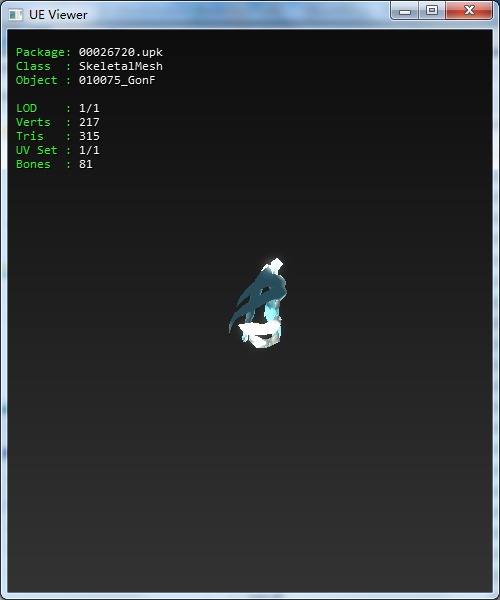 UE Viewer
Package: 00026720.upk
Class : SkeletalMesh
Object : 010075_GonF
LOD : 1/1
Verts : 217
Tris : 315
UV Set : 1/1
Bones : 81